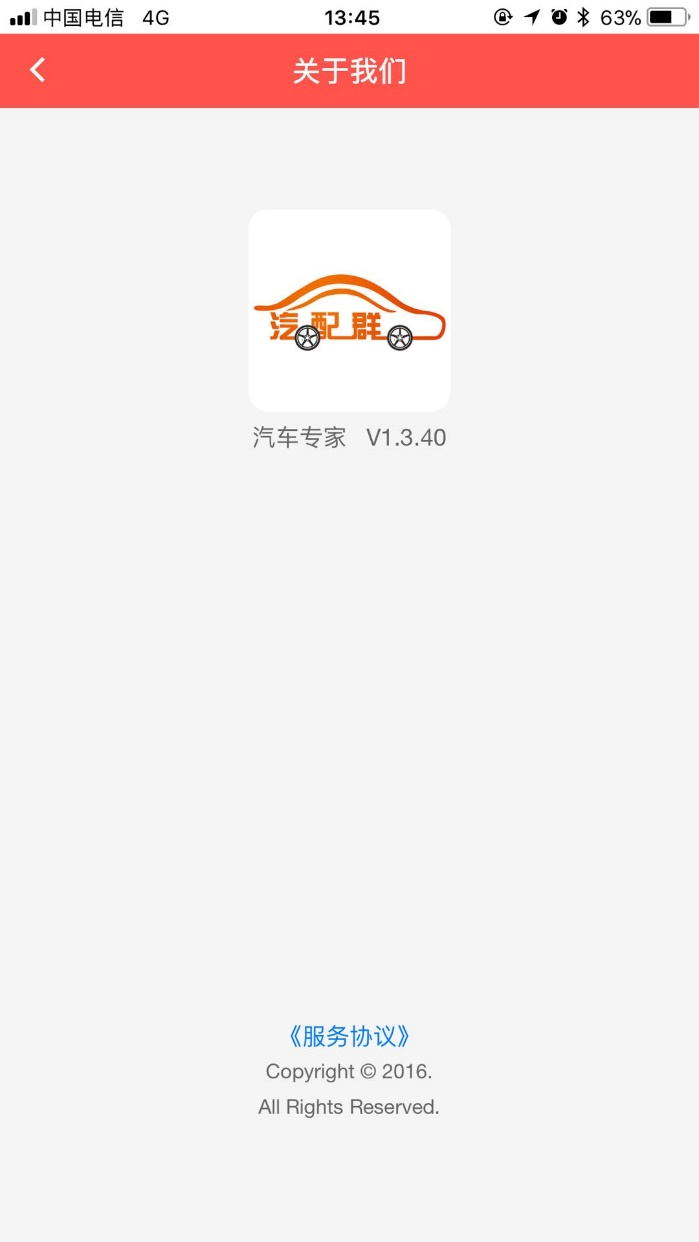 中国电信 4G 13:45 63%
关于我们
汽配群
汽车专家 V1.3.40
《服务协议》
Copyright © 2016.
All Rights Reserved.